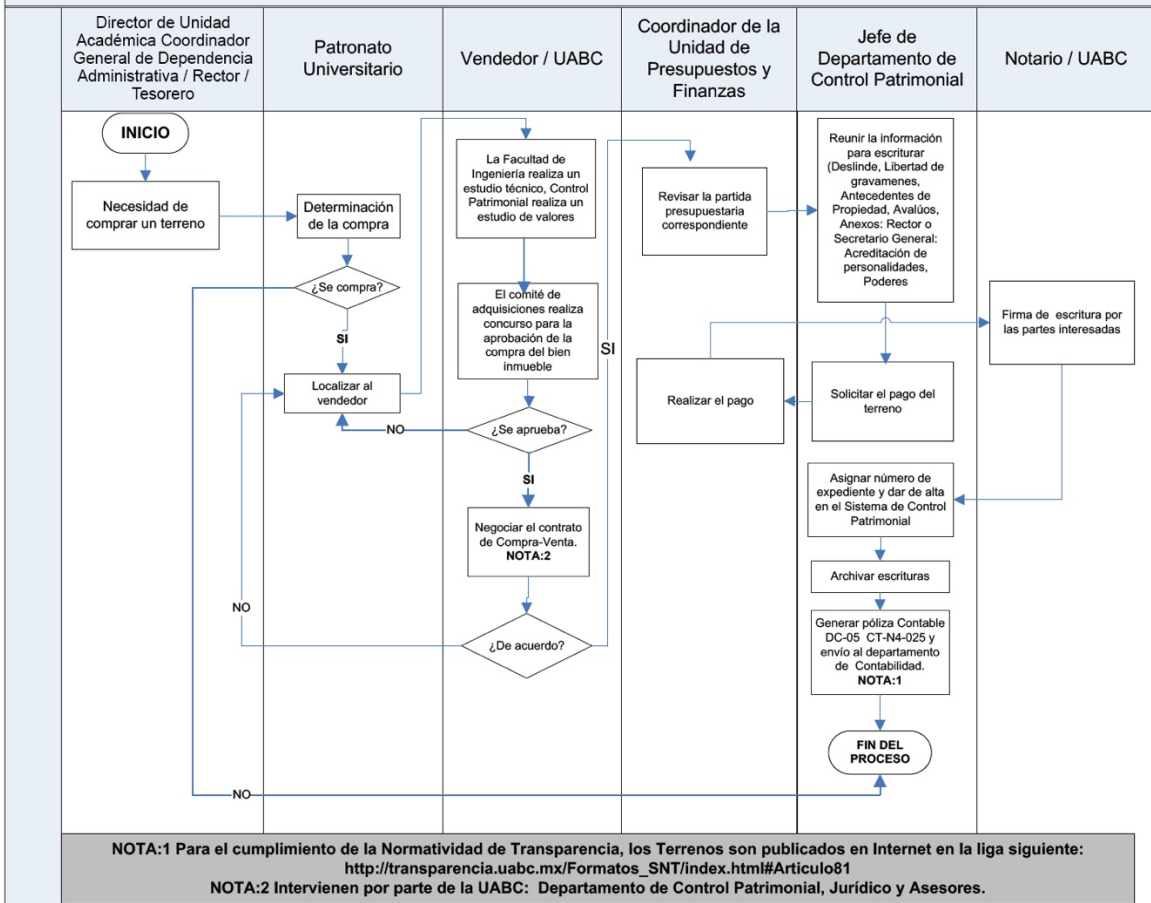 Director de Unidad
Académica Coordinador
General de Dependencia
Administrativa / Rector /
Tesorero
Patronato
Universitario
Vendedor / UABC
Coordinador de la
Unidad de
Presupuestos y
Finanzas
Jefe de
Departamento de
Control Patrimonial
Notario / UABC
INICIO
Necesidad de
comprar un terreno
Determinación
de la compra
¿Se compra?
SI
Localizar al
vendedor
La Facultad de
Ingeniería realiza un
estudio técnico, Control
Patrimonial realiza un
estudio de valores
El comité de
adquisiciones realiza
concurso para la
aprobación de la
compra del bien
inmueble
¿Se aprueba?
NO
SI
Negociar el contrato
de Compra-Venta.
NOTA:2
¿De acuerdo?
NO
SI
Revisar la partida
presupuestaria
correspondiente
Reunir la información
para escriturar
(Deslinde, Libertad de
gravamenes,
Antecedentes de
Propiedad, Avalúos,
Anexos: Rector o
Secretario General:
Acreditación de
personalidades,
Poderes
Solicitar el pago del
terreno
Realizar el pago
Firma de escritura por
las partes interesadas
Asignar número de
expediente y dar de alta
en el Sistema de Control
Patrimonial
Archivar escrituras
Generar póliza Contable
DC-05 CT-N4-025 y
envío al departamento
de Contabilidad.
NOTA:1
FIN DEL
PROCESO
NO
NOTA:1 Para el cumplimiento de la Normatividad de Transparencia, los Terrenos son publicados en Internet en la liga siguiente:
http://transparencia.uabc.mx/Formatos_SNT/index.html#Articulo81
NOTA:2 Intervienen por parte de la UABC: Departamento de Control Patrimonial, Jurídico y Asesores.